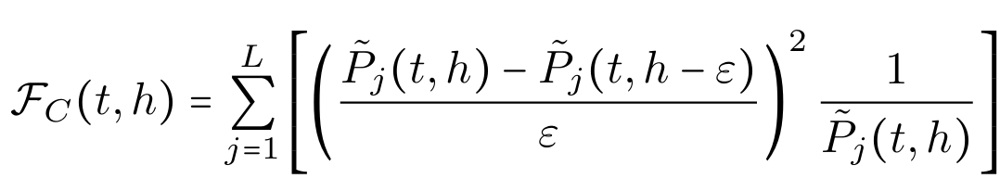 \mathcal{F}_C(t,h) = \sum_{j=1}^{L} \left[ \left( \frac{\tilde{P}_j(t,h) - \tilde{P}_j(t,h-\varepsilon)}{\varepsilon} \right)^2 \frac{1}{\tilde{P}_j(t,h)} \right]